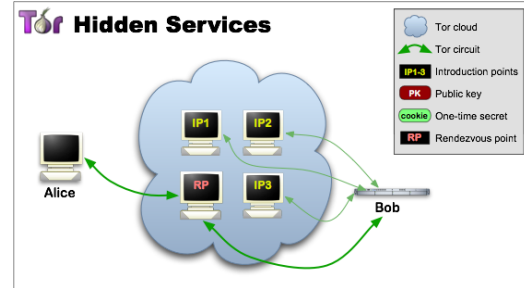 Tor Hidden Services
Tor cloud
Tor circuit
IP1-3 Introduction points
PK Public key
cookie One-time secret
RP Rendezvous point
IP1 IP2
Alice
RP IP3
Bob